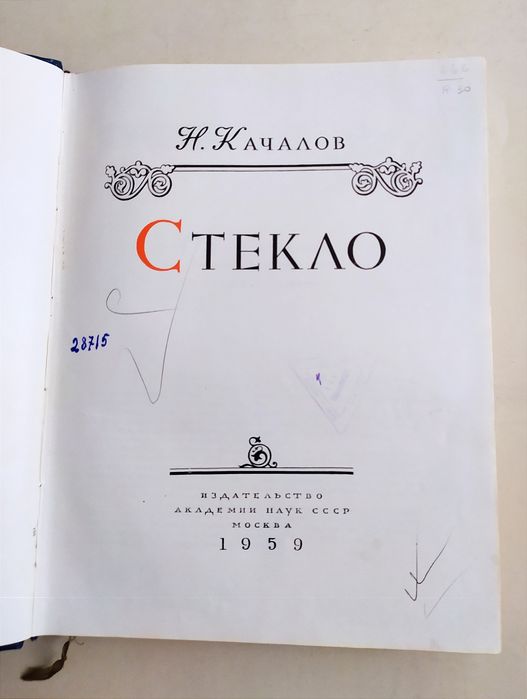 Н. КАЧАЛОВ
СТЕКЛО
28715
ИЗДАТЕЛЬСТВО
АКАДЕМИИ НАУК СССР
МОСКВА
1959